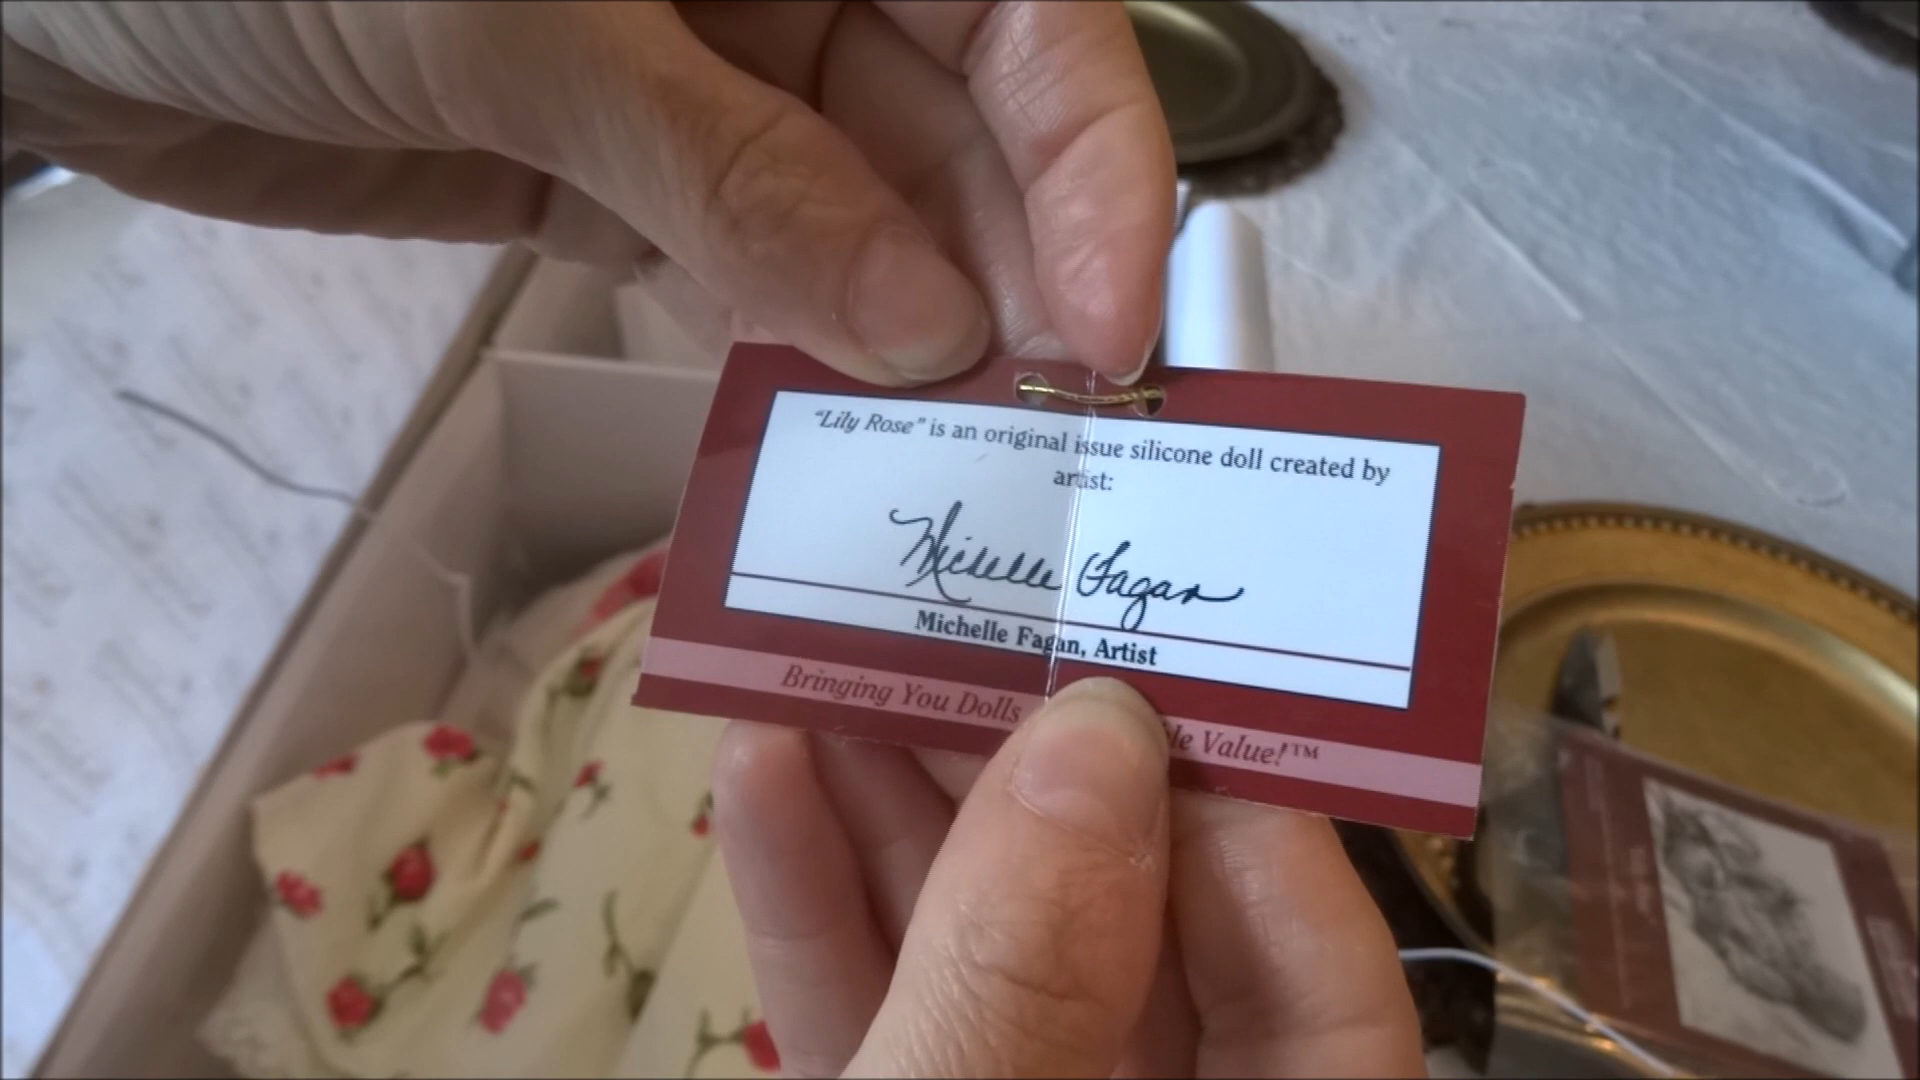 “Lily Rose” is an original issue silicone doll created by
artist:
Michelle Fagan
Michelle Fagan, Artist
Bringing You Dolls Value!™